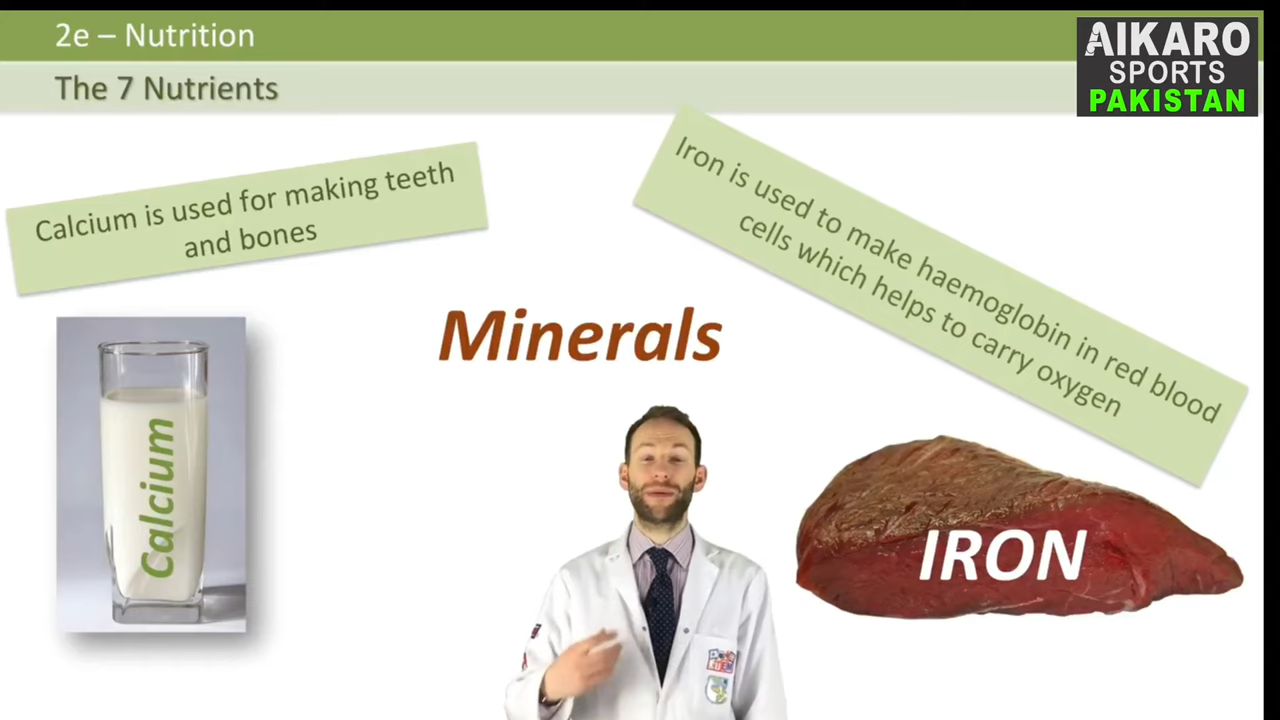 2e – Nutrition
The 7 Nutrients
AIKARO
SPORTS
PAKISTAN
Calcium is used for making teeth
and bones
Iron is used to make haemoglobin in red blood
cells which helps to carry oxygen
Minerals
Calcium
IRON